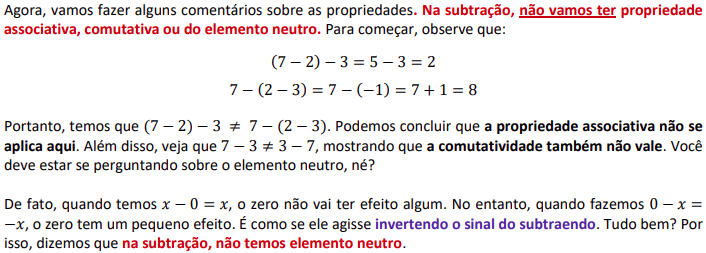 Agora, vamos fazer alguns comentários sobre as propriedades. Na subtração, não vamos ter propriedade
associativa, comutativa ou do elemento neutro. Para começar, observe que:
(7 − 2) − 3 = 5 − 3 = 2
7 − (2 − 3) = 7 − (−1) = 7 + 1 = 8
Portanto, temos que (7 − 2) − 3 ≠ 7 − (2 − 3). Podemos concluir que a propriedade associativa não se
aplica aqui. Além disso, veja que 7 − 3 ≠ 3 − 7, mostrando que a comutatividade também não vale. Você
deve estar se perguntando sobre o elemento neutro, né?
De fato, quando temos x − 0 = x, o zero não vai ter efeito algum. No entanto, quando fazemos 0 − x =
−x, o zero tem um pequeno efeito. É como se ele agisse invertendo o sinal do subtraendo. Tudo bem? Por
isso, dizemos que na subtração, não temos elemento neutro.